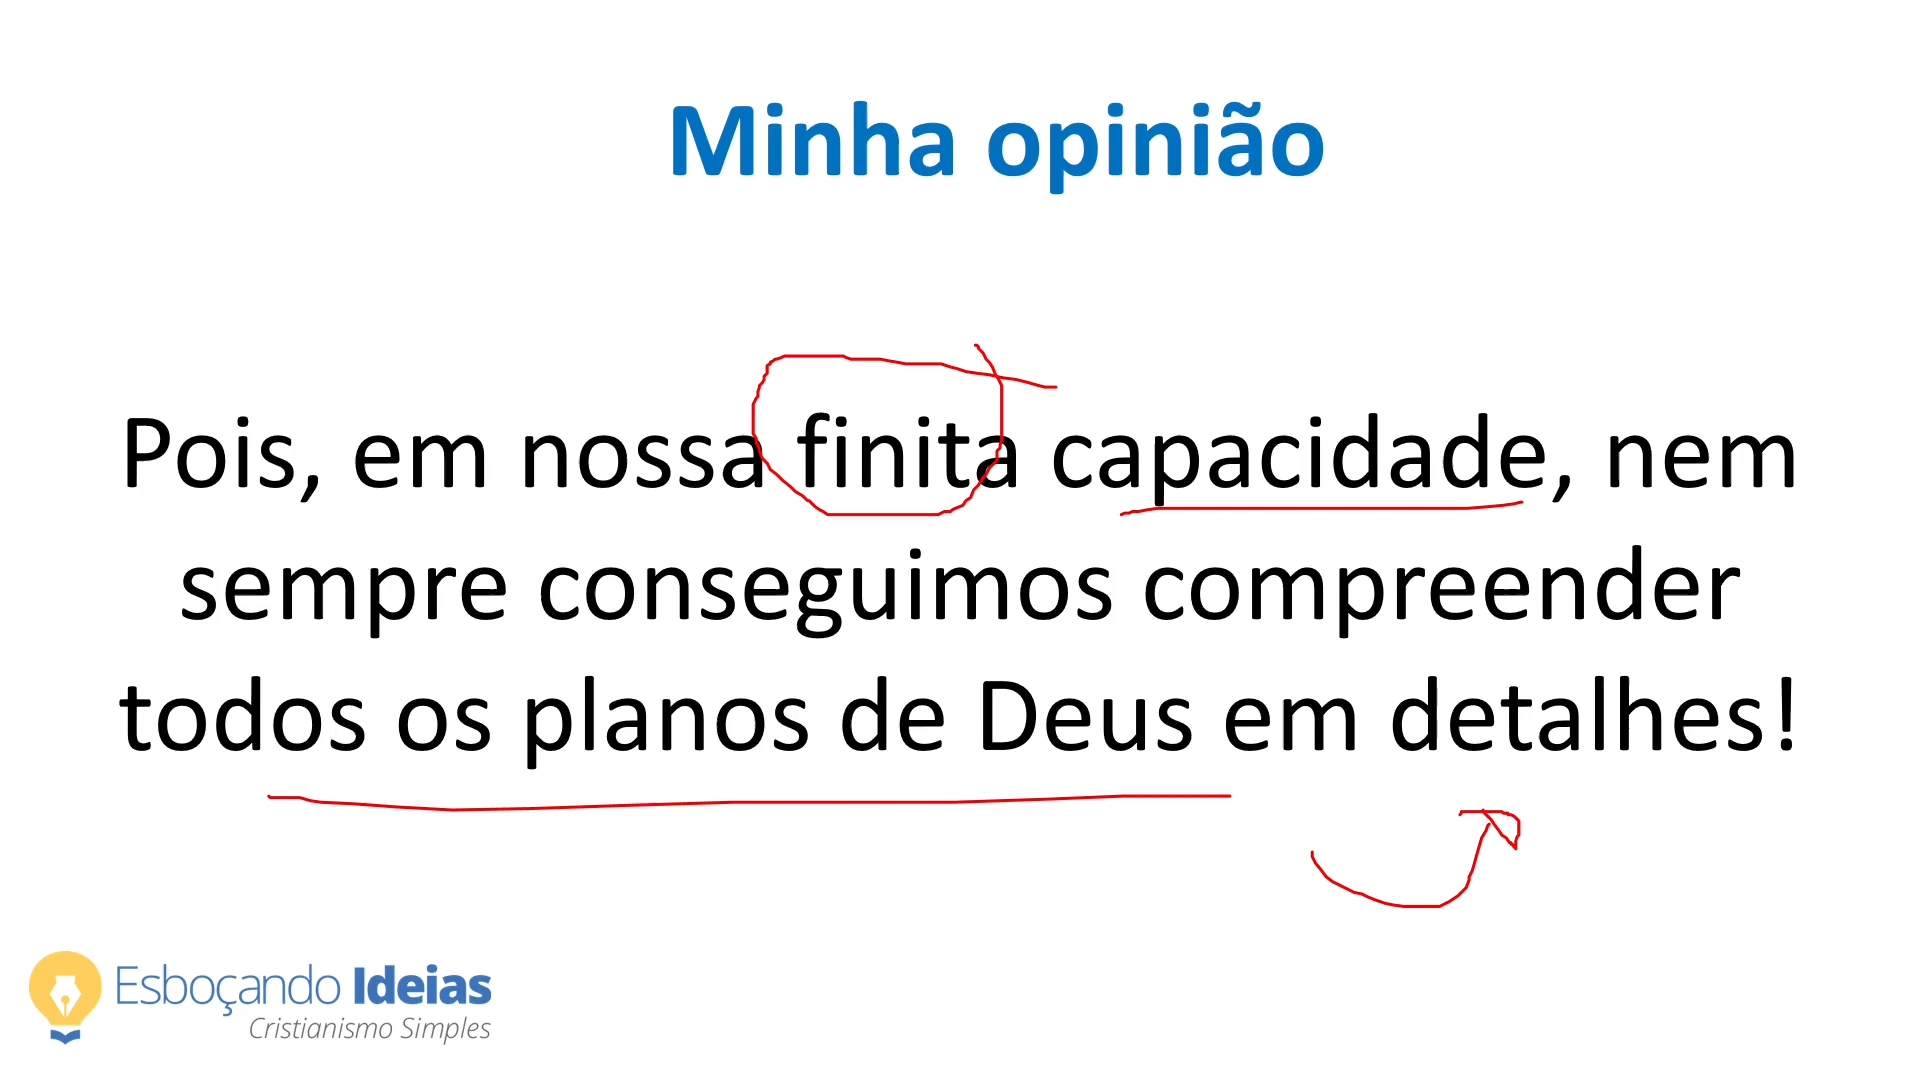 Minha opinião
Pois, em nossa finita capacidade, nem
sempre conseguimos compreender
todos os planos de Deus em detalhes!
Esboçando Ideias
Cristianismo Simples